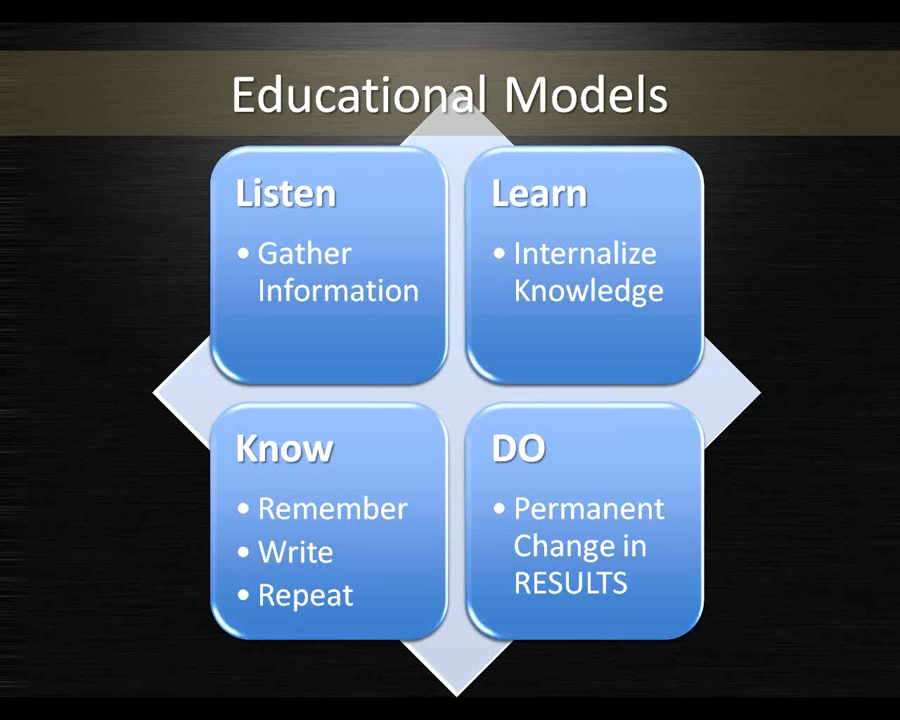 Educational Models
Listen
• Gather
Information
Learn
• Internalize
Knowledge
Know
• Remember
• Write
• Repeat
DO
• Permanent
Change in
RESULTS